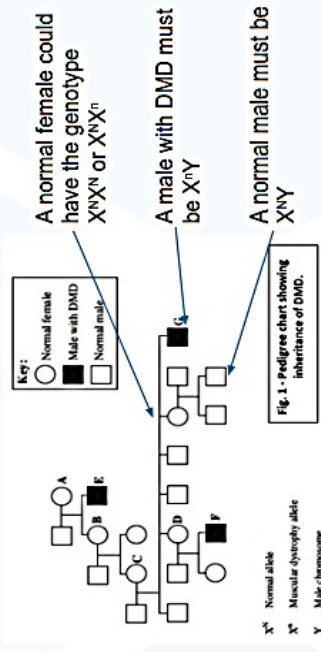 A normal female could
have the genotype
XᴺXᴺ or XᴺXⁿ
A male with DMD must
be XⁿY
A normal male must be
XᴺY
Key:
Normal female
Male with DMD
Normal male
A
B
E
C
D
F
G
Fig. 1 - Pedigree chart showing
inheritance of DMD.
Xᴺ Normal allele
Xⁿ Muscular dystrophy allele
Y Male chromosome